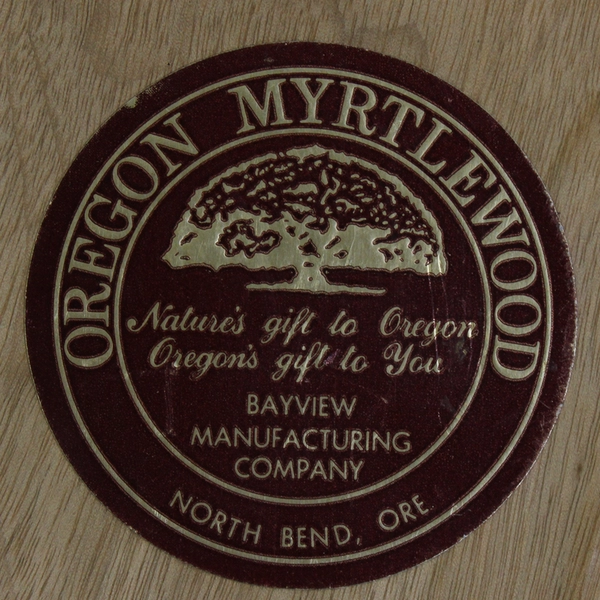 OREGON MYRTLEWOOD
Nature's gift to Oregon
Oregon's gift to You
BAYVIEW
MANUFACTURING
COMPANY
NORTH BEND, ORE.